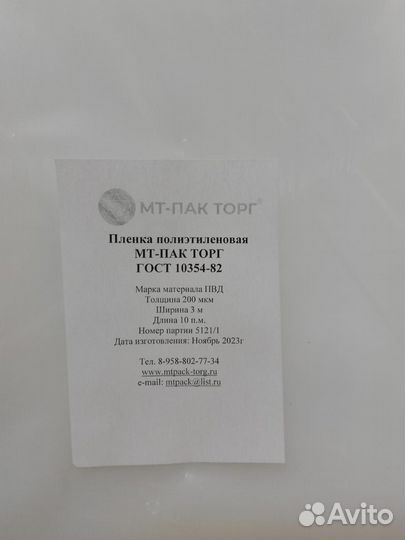 МТ-ПАК ТОРГ®
Пленка полиэтиленовая
МТ-ПАК ТОРГ
ГОСТ 10354-82
Марка материала ПВД
Толщина 200 мкм
Ширина 3 м
Длина 10 п.м.
Номер партии 5121/1
Дата изготовления: Ноябрь 2023г
Тел. 8-958-802-77-34
www.mtpack-torg.ru
e-mail: mtpack@list.ru
Avito